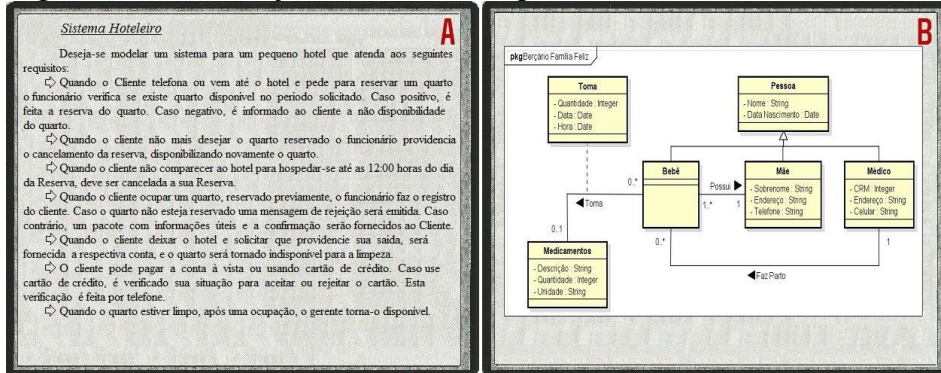 Sistema Hoteleiro
A
Deseja-se modelar um sistema para um pequeno hotel que atenda aos seguintes
requisitos:
⇨ Quando o Cliente telefona ou vem até o hotel e pede para reservar um quarto
o funcionário verifica se existe quarto disponível no periodo solicitado. Caso positivo, é
feita a reserva do quarto. Caso negativo, é informado ao cliente a não disponibilidade
do quarto.
⇨ Quando o cliente não mais desejar o quarto reservado o funcionário providencia
o cancelamento da reserva, disponibilizando novamente o quarto.
⇨ Quando o cliente não comparecer ao hotel para hospedar-se até as 12:00 horas do dia
da Reserva, deve ser cancelada a sua Reserva.
⇨ Quando o cliente ocupar um quarto, reservado previamente, o funcionário faz o registro
do cliente. Caso o quarto não esteja reservado uma mensagem de rejeição será emitida. Caso
contrário, um pacote com informações úteis e a confirmação serão fornecidos ao Cliente.
⇨ Quando o cliente deixar o hotel e solicitar que providencie sua saída, será
fornecida a respectiva conta, e o quarto será tornado indisponível para a limpeza.
⇨ O cliente pode pagar a conta à vista ou usando cartão de crédito. Caso use
cartão de crédito, é verificado sua situação para aceitar ou rejeitar o cartão. Esta
verificação é feita por telefone.
⇨ Quando o quarto estiver limpo, após uma ocupação, o gerente torna-o disponível.
B
pkg Berçário Família Feliz
Toma
- Quantidade : Integer
- Data : Date
- Hora : Date
Pessoa
- Nome : String
- Data Nascimento : Date
Bebê
Mãe
- Sobrenome : String
- Endereço : String
- Telefone : String
Médico
- CRM : Integer
- Endereço : String
- Celular : String
0..*
Possui
1..*
1
Toma
0..1
0..*
1
Medicamentos
- Descrição : String
- Quantidade : Integer
- Unidade : String
Faz Parto